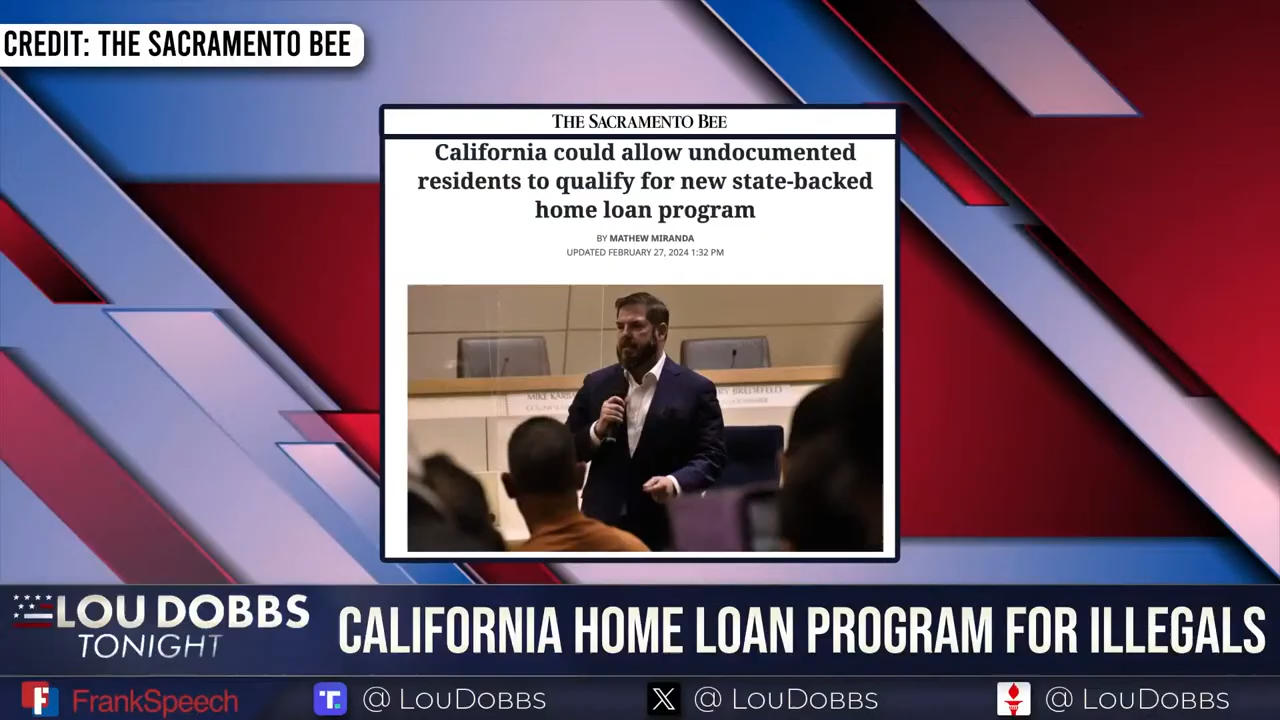 CREDIT: THE SACRAMENTO BEE
THE SACRAMENTO BEE
California could allow undocumented
residents to qualify for new state-backed
home loan program
BY MATHEW MIRANDA
UPDATED FEBRUARY 27, 2024 1:32 PM
MIKE
BREDEFELD
LOU DOBBS
TONIGHT
CALIFORNIA HOME LOAN PROGRAM FOR ILLEGALS
FrankSpeech
T.
@ LOUDOBBS
X
@ LOUDOBBS
@ LOUDOBBS